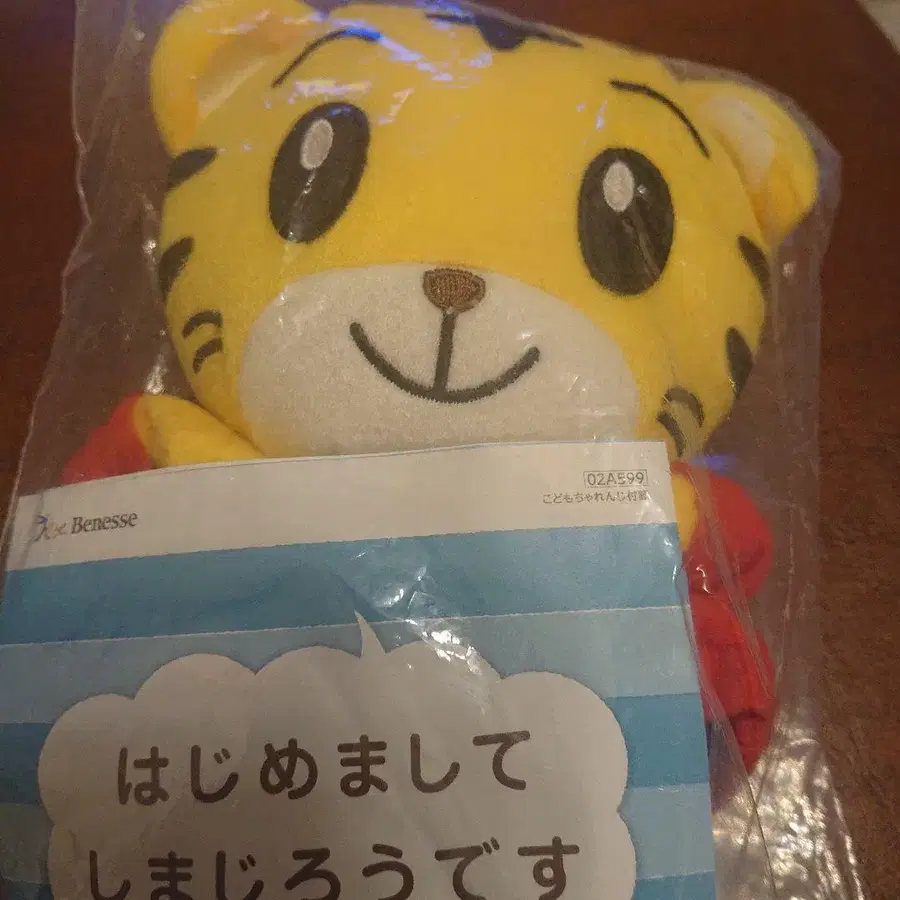 02A599
こどもちゃれんじ付録
Benesse
はじめまして
しまじろうです